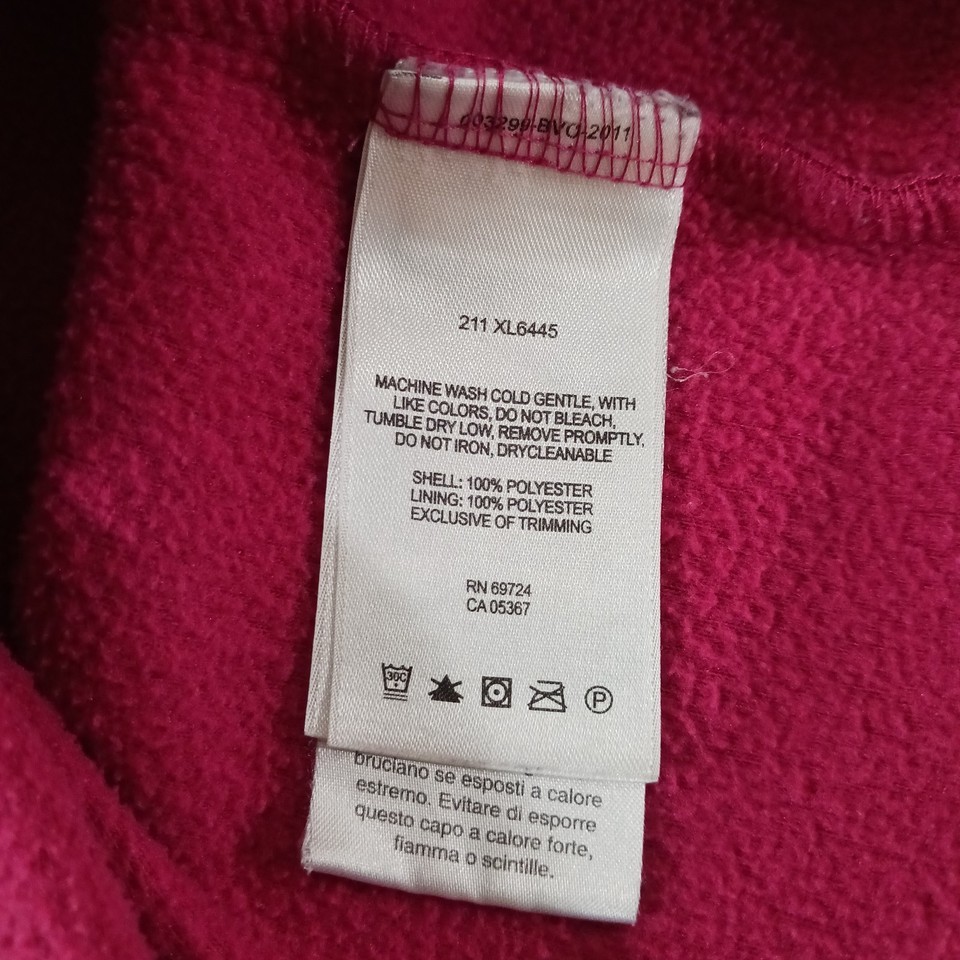 003299-BVO-2011
211 XL6445
MACHINE WASH COLD GENTLE, WITH
LIKE COLORS, DO NOT BLEACH,
TUMBLE DRY LOW, REMOVE PROMPTLY,
DO NOT IRON, DRYCLEANABLE
SHELL: 100% POLYESTER
LINING: 100% POLYESTER
EXCLUSIVE OF TRIMMING
RN 69724
CA 05367
30C
P
bruciano se esposti a calore
estremo. Evitare di esporre
questo capo a calore forte,
fiamma o scintille.